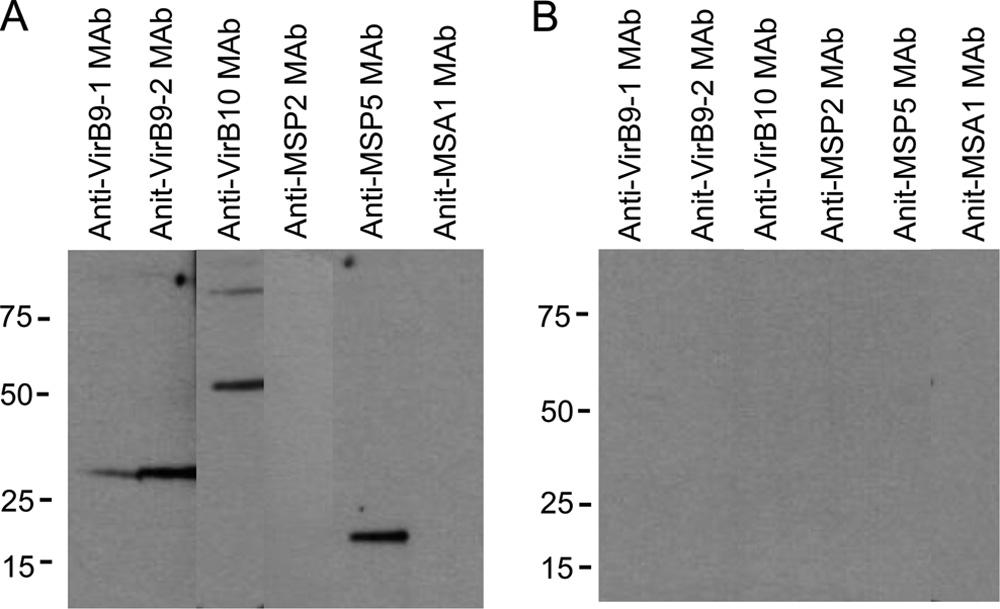 A
Anti-VirB9-1 MAb
Anit-VirB9-2 MAb
Anti-VirB10 MAb
Anti-MSP2 MAb
Anti-MSP5 MAb
Anit-MSA1 MAb
75
50
25
15
B
Anti-VirB9-1 MAb
Anit-VirB9-2 MAb
Anti-VirB10 MAb
Anti-MSP2 MAb
Anit-MSP5 MAb
Anit-MSA1 MAb
75
50
25
15